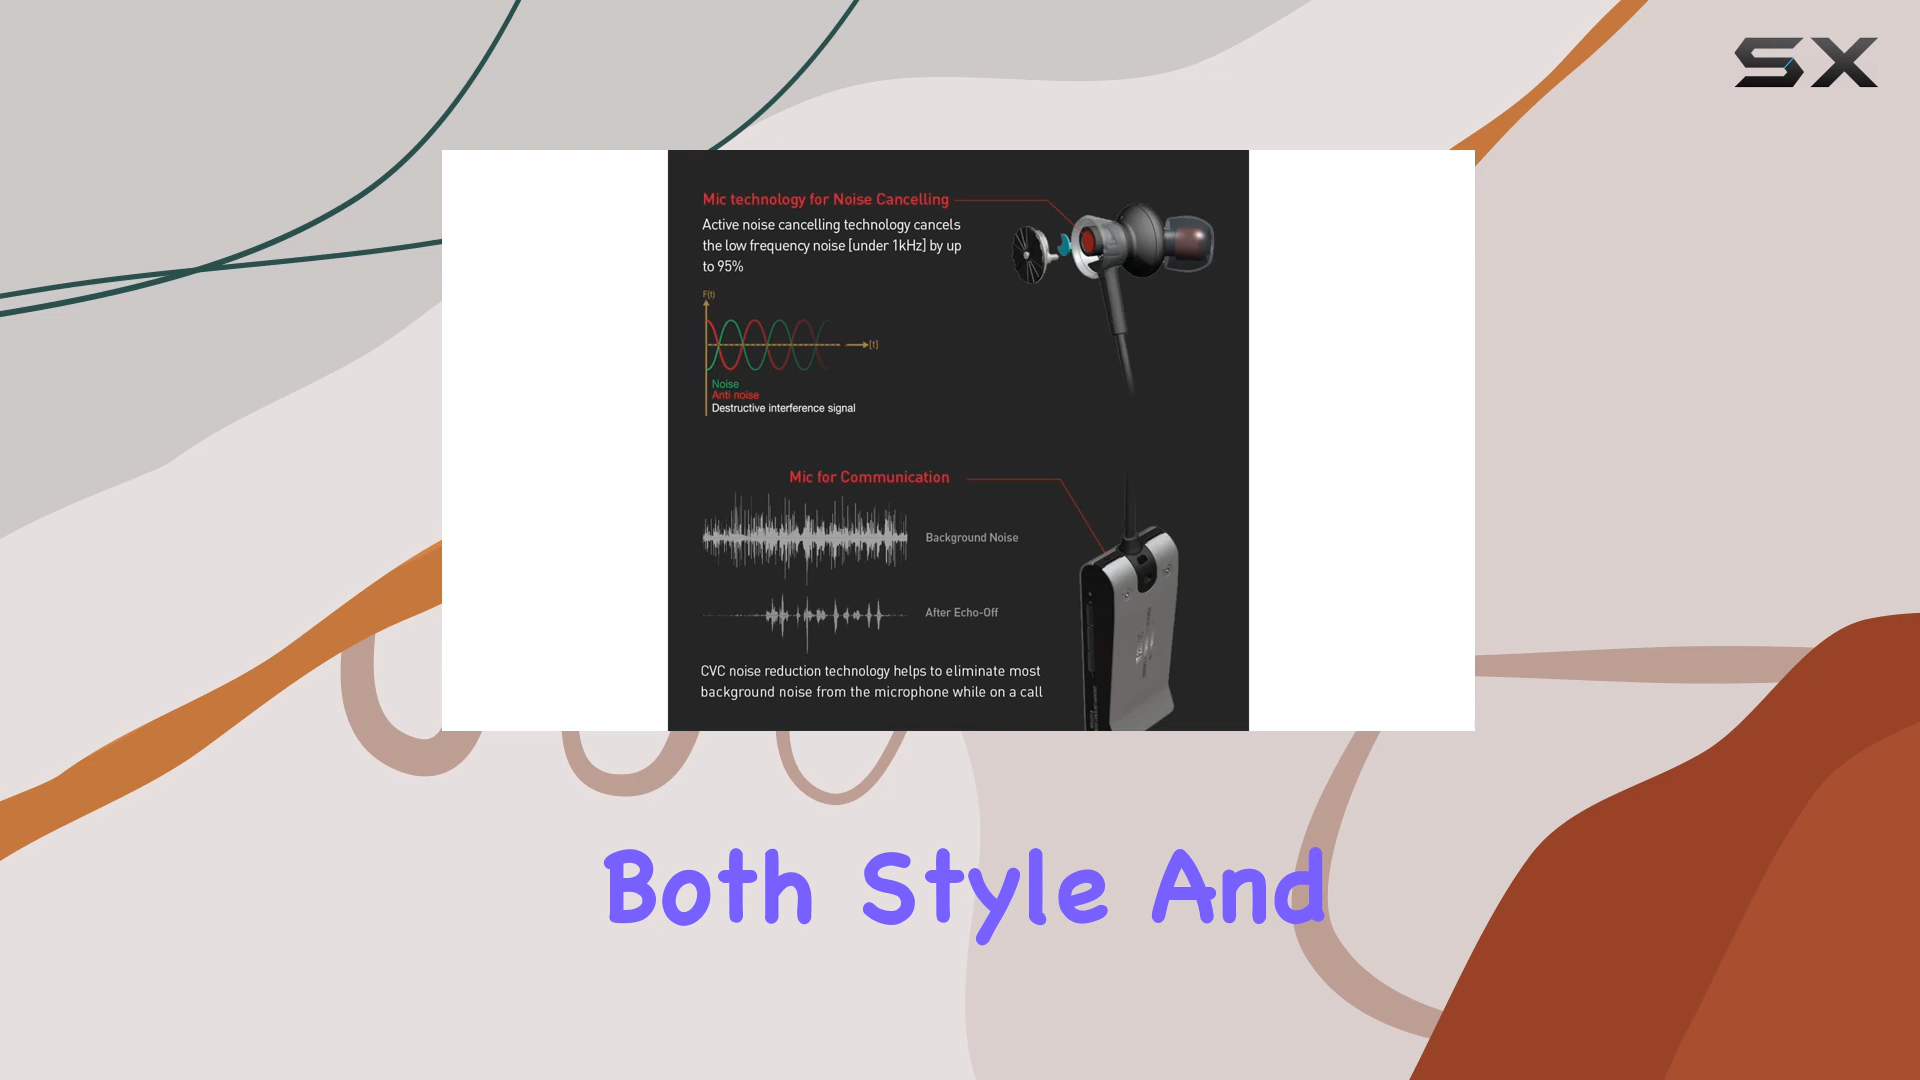 SX
Mic technology for Noise Cancelling
Active noise cancelling technology cancels
the low frequency noise [under 1kHz] by up
to 95%
F(t)
[t]
Noise
Anti noise
Destructive interference signal
Mic for Communication
Background Noise
After Echo-Off
CVC noise reduction technology helps to eliminate most
background noise from the microphone while on a call
Both Style And